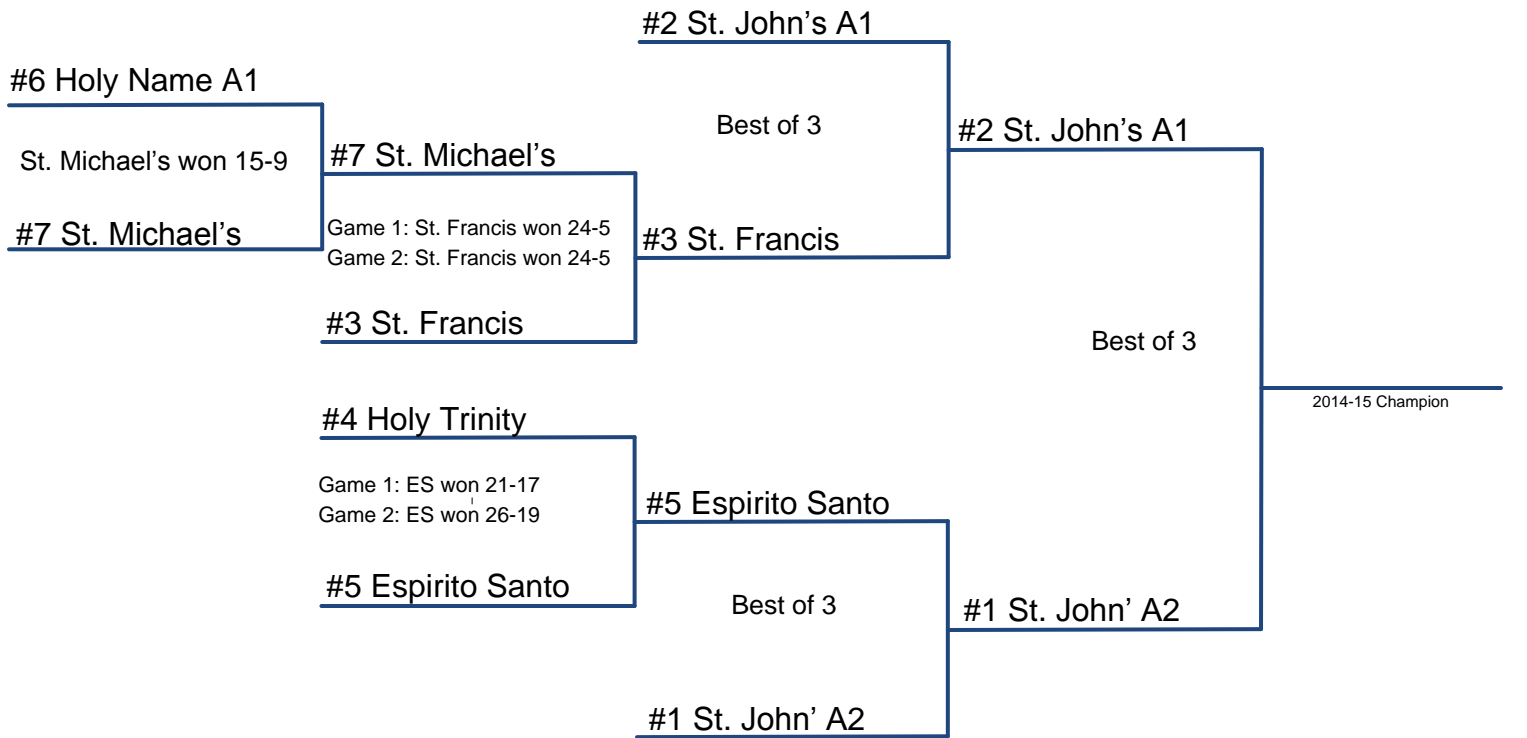 #2 St. John's A1
#6 Holy Name A1
Best of 3
#2 St. John's A1
St. Michael's won 15-9
#7 St. Michael's
#7 St. Michael's
Game 1: St. Francis won 24-5
Game 2: St. Francis won 24-5
#3 St. Francis
#3 St. Francis
Best of 3
2014-15 Champion
#4 Holy Trinity
Game 1: ES won 21-17
Game 2: ES won 26-19
#5 Espirito Santo
#5 Espirito Santo
Best of 3
#1 St. John' A2
#1 St. John' A2